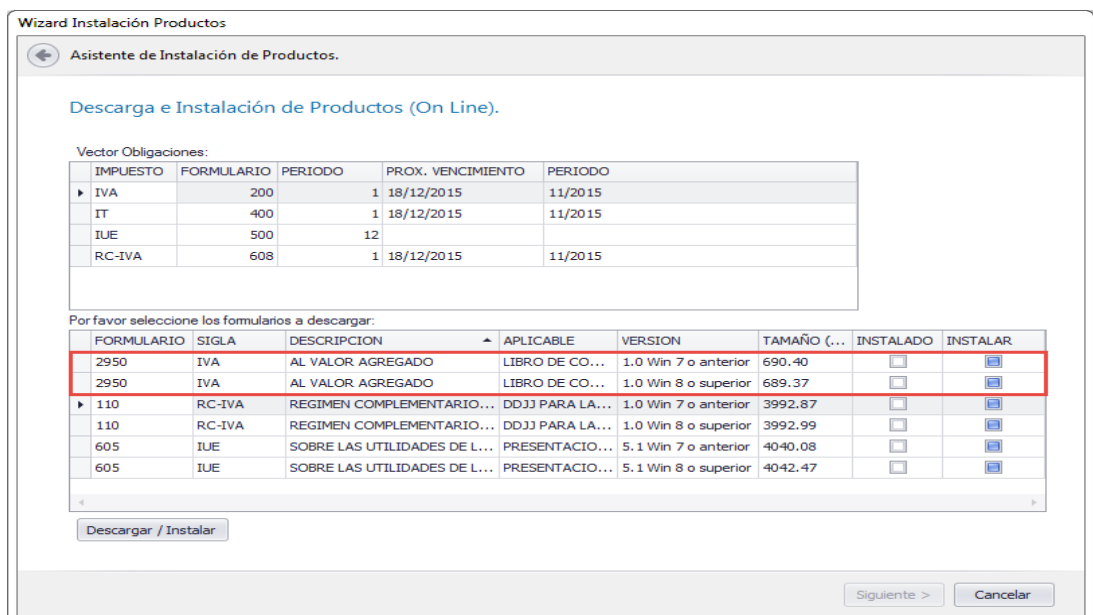 Wizard Instalación Productos
Asistente de Instalación de Productos.
Descarga e Instalación de Productos (On Line).
Vector Obligaciones:
IMPUESTO FORMULARIO PERIODO PROX. VENCIMIENTO PERIODO
IVA 200 1 18/12/2015 11/2015
IT 400 1 18/12/2015 11/2015
IUE 500 12
RC-IVA 608 1 18/12/2015 11/2015
Por favor seleccione los formularios a descargar:
FORMULARIO SIGLA DESCRIPCION APLICABLE VERSION TAMAÑO (... INSTALADO INSTALAR
2950 IVA AL VALOR AGREGADO LIBRO DE CO... 1.0 Win 7 o anterior 690.40
2950 IVA AL VALOR AGREGADO LIBRO DE CO... 1.0 Win 8 o superior 689.37
110 RC-IVA REGIMEN COMPLEMENTARIO... DDJJ PARA LA... 1.0 Win 7 o anterior 3992.87
110 RC-IVA REGIMEN COMPLEMENTARIO... DDJJ PARA LA... 1.0 Win 8 o superior 3992.99
605 IUE SOBRE LAS UTILIDADES DE L... PRESENTACIO... 5.1 Win 7 o anterior 4040.08
605 IUE SOBRE LAS UTILIDADES DE L... PRESENTACIO... 5.1 Win 8 o superior 4042.47
Descargar / Instalar
Siguiente > Cancelar